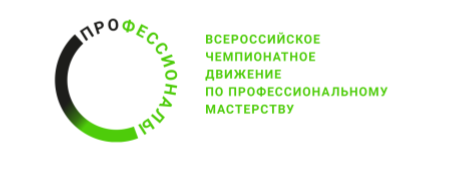 ПРОФЕССИОНАЛЫ
ВСЕРОССИЙСКОЕ
ЧЕМПИОНАТНОЕ
ДВИЖЕНИЕ
ПО ПРОФЕССИОНАЛЬНОМУ
МАСТЕРСТВУ